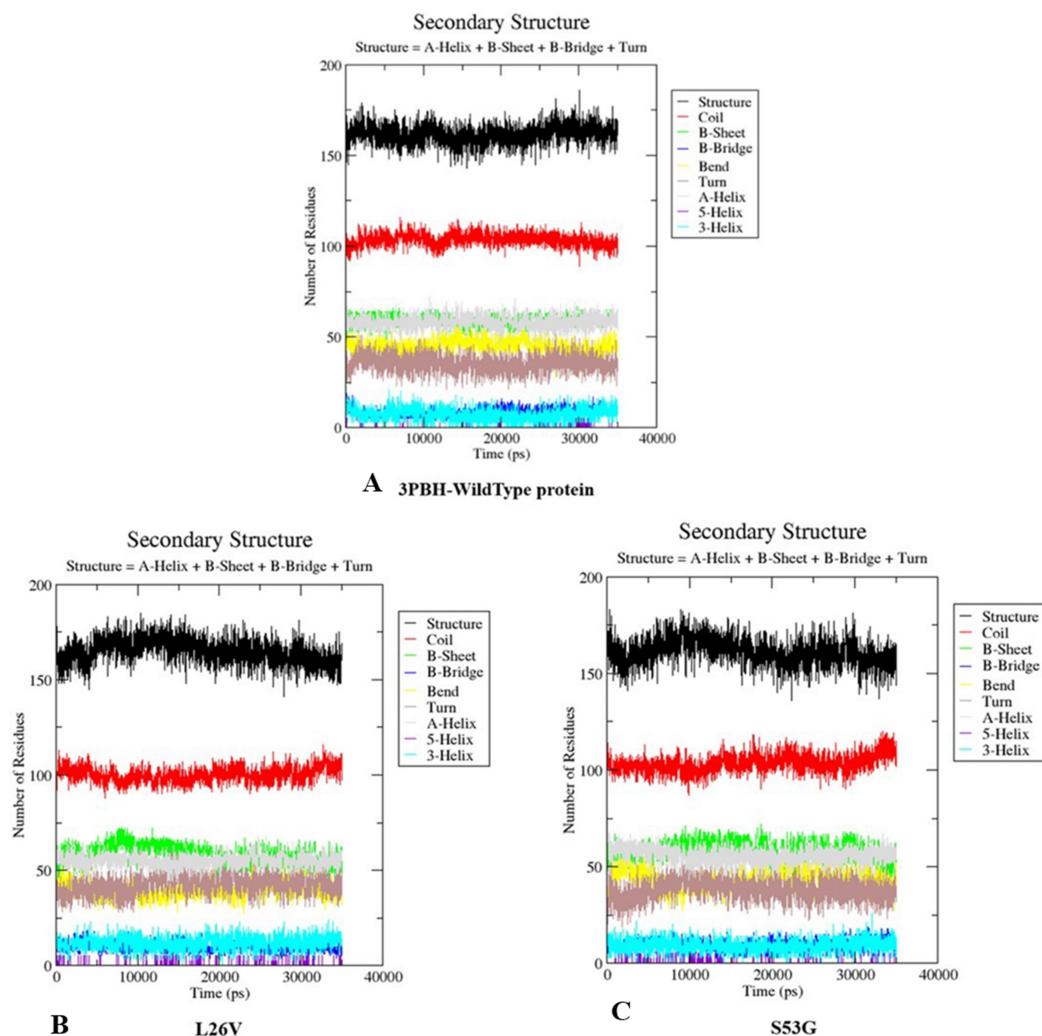 Secondary Structure
Structure = A-Helix + B-Sheet + B-Bridge + Turn
200
150
100
50
0
Number of Residues
0 10000 20000 30000 40000
Time (ps)
Structure
Coil
B-Sheet
B-Bridge
Bend
Turn
A-Helix
5-Helix
3-Helix
A 3PBH-WildType protein
Secondary Structure
Structure = A-Helix + B-Sheet + B-Bridge + Turn
200
150
100
50
0
Number of Residues
0 10000 20000 30000 40000
Time (ps)
Structure
Coil
B-Sheet
B-Bridge
Bend
Turn
A-Helix
5-Helix
3-Helix
B L26V
Secondary Structure
Structure = A-Helix + B-Sheet + B-Bridge + Turn
200
150
100
50
0
Number of Residues
0 10000 20000 30000 40000
Time (ps)
Structure
Coil
B-Sheet
B-Bridge
Bend
Turn
A-Helix
5-Helix
3-Helix
C S53G